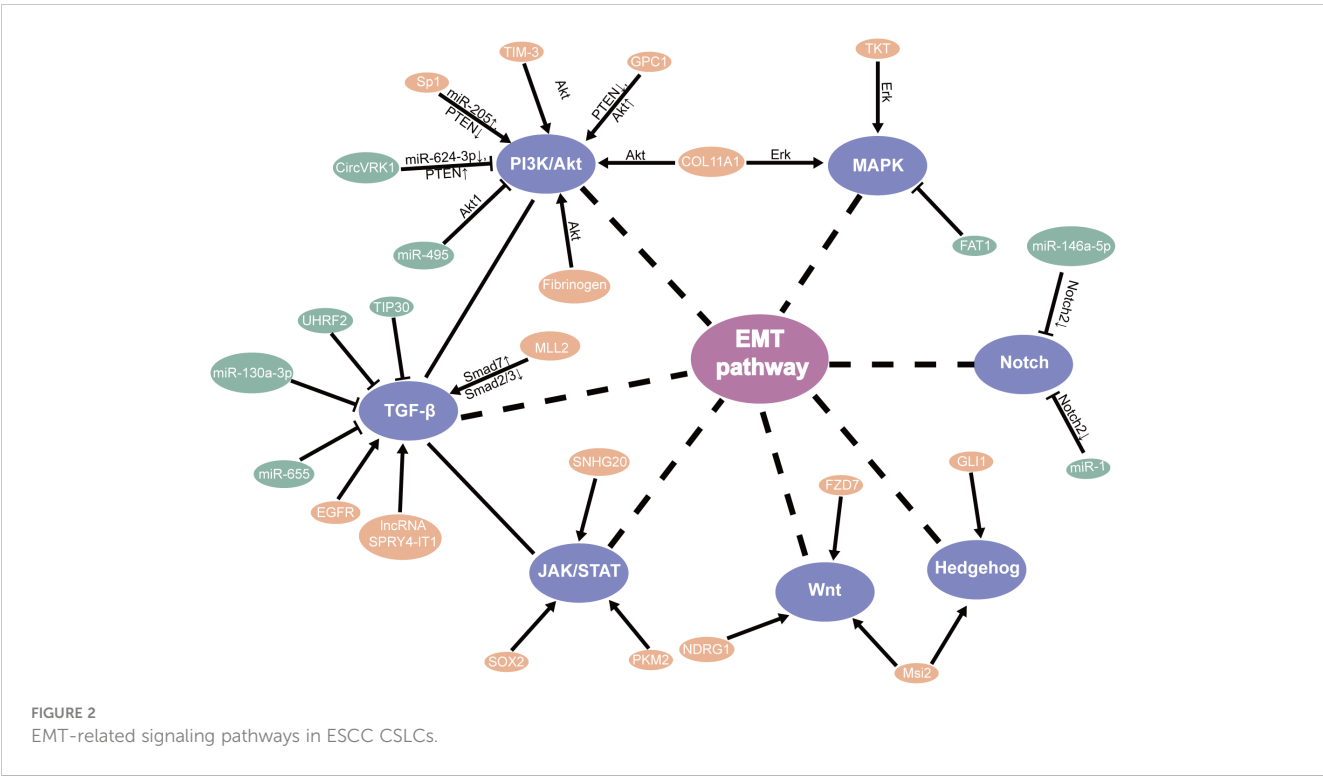 TIM-3
TKT
GPC1
Sp1
miR-205↑,
PTEN↓
Akt
PTEN↓,
Akt↑
Erk
CircVRK1
miR-624-3p↓,
PTEN↑
PI3K/Akt
Akt
COL11A1
Erk
MAPK
Akt1
miR-495
Akt
Fibrinogen
FAT1
miR-146a-5p
Notch2↓
TIP30
UHRF2
MLL2
Smad7↑
Smad2/3↓
EMT
pathway
Notch
miR-130a-3p
TGF-β
Notch2↓
miR-1
miR-655
EGFR
lncRNA
SPRY4-IT1
SNHG20
FZD7
GLI1
JAK/STAT
Wnt
Hedgehog
SOX2
PKM2
NDRG1
Msi2
FIGURE 2
EMT-related signaling pathways in ESCC CSLCs.